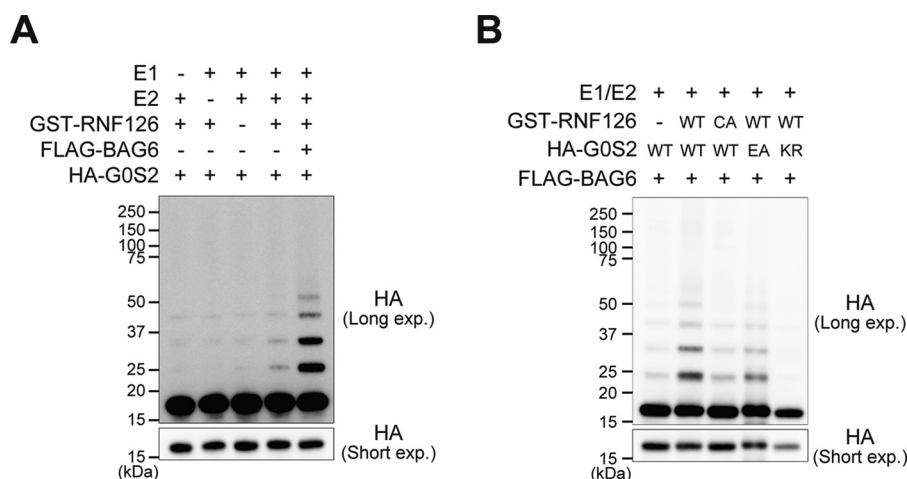 A
E1 - + + + +
E2 + - + + +
GST-RNF126 + + - + +
FLAG-BAG6 - - - - +
HA-G0S2 + + + + +
250
150
100
75
50
37
25
20
15
HA
(Long exp.)
15
(kDa)
HA
(Short exp.)
B
E1/E2 + + + + +
GST-RNF126 - WT CA WT WT
HA-G0S2 WT WT WT EA KR
FLAG-BAG6 + + + + +
250
150
100
75
50
37
25
20
15
HA
(Long exp.)
15
(kDa)
HA
(Short exp.)